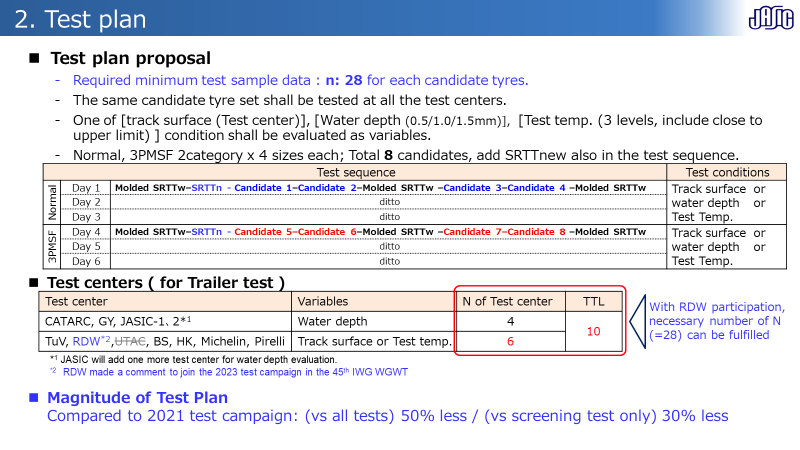 2. Test plan
JASIC
■ Test plan proposal
- Required minimum test sample data : n: 28 for each candidate tyres.
- The same candidate tyre set shall be tested at all the test centers.
- One of [track surface (Test center)], [Water depth (0.5/1.0/1.5mm)], [Test temp. (3 levels, include close to
upper limit) ] condition shall be evaluated as variables.
- Normal, 3PMSF 2category x 4 sizes each; Total 8 candidates, add SRTTnew also in the test sequence.
Test sequence Test conditions
Normal
Day 1 Molded SRTTw–SRTTn - Candidate 1–Candidate 2–Molded SRTTw –Candidate 3–Candidate 4 –Molded SRTTw Track surface or
Day 2 ditto water depth or
Day 3 ditto Test Temp.
3PMSF
Day 4 Molded SRTTw–SRTTn - Candidate 5–Candidate 6–Molded SRTTw –Candidate 7–Candidate 8 –Molded SRTTw Track surface or
Day 5 ditto water depth or
Day 6 ditto Test Temp.
■ Test centers ( for Trailer test )
Test center Variables N of Test center TTL
CATARC, GY, JASIC-1、2*1 Water depth 4
TuV, RDW*2,UTAC, BS, HK, Michelin, Pirelli Track surface or Test temp. 6
10
With RDW participation,
necessary number of N
(=28) can be fulfilled
*1 JASIC will add one more test center for water depth evaluation.
*2 RDW made a comment to join the 2023 test campaign in the 45th IWG WGWT
■ Magnitude of Test Plan
Compared to 2021 test campaign: (vs all tests) 50% less / (vs screening test only) 30% less